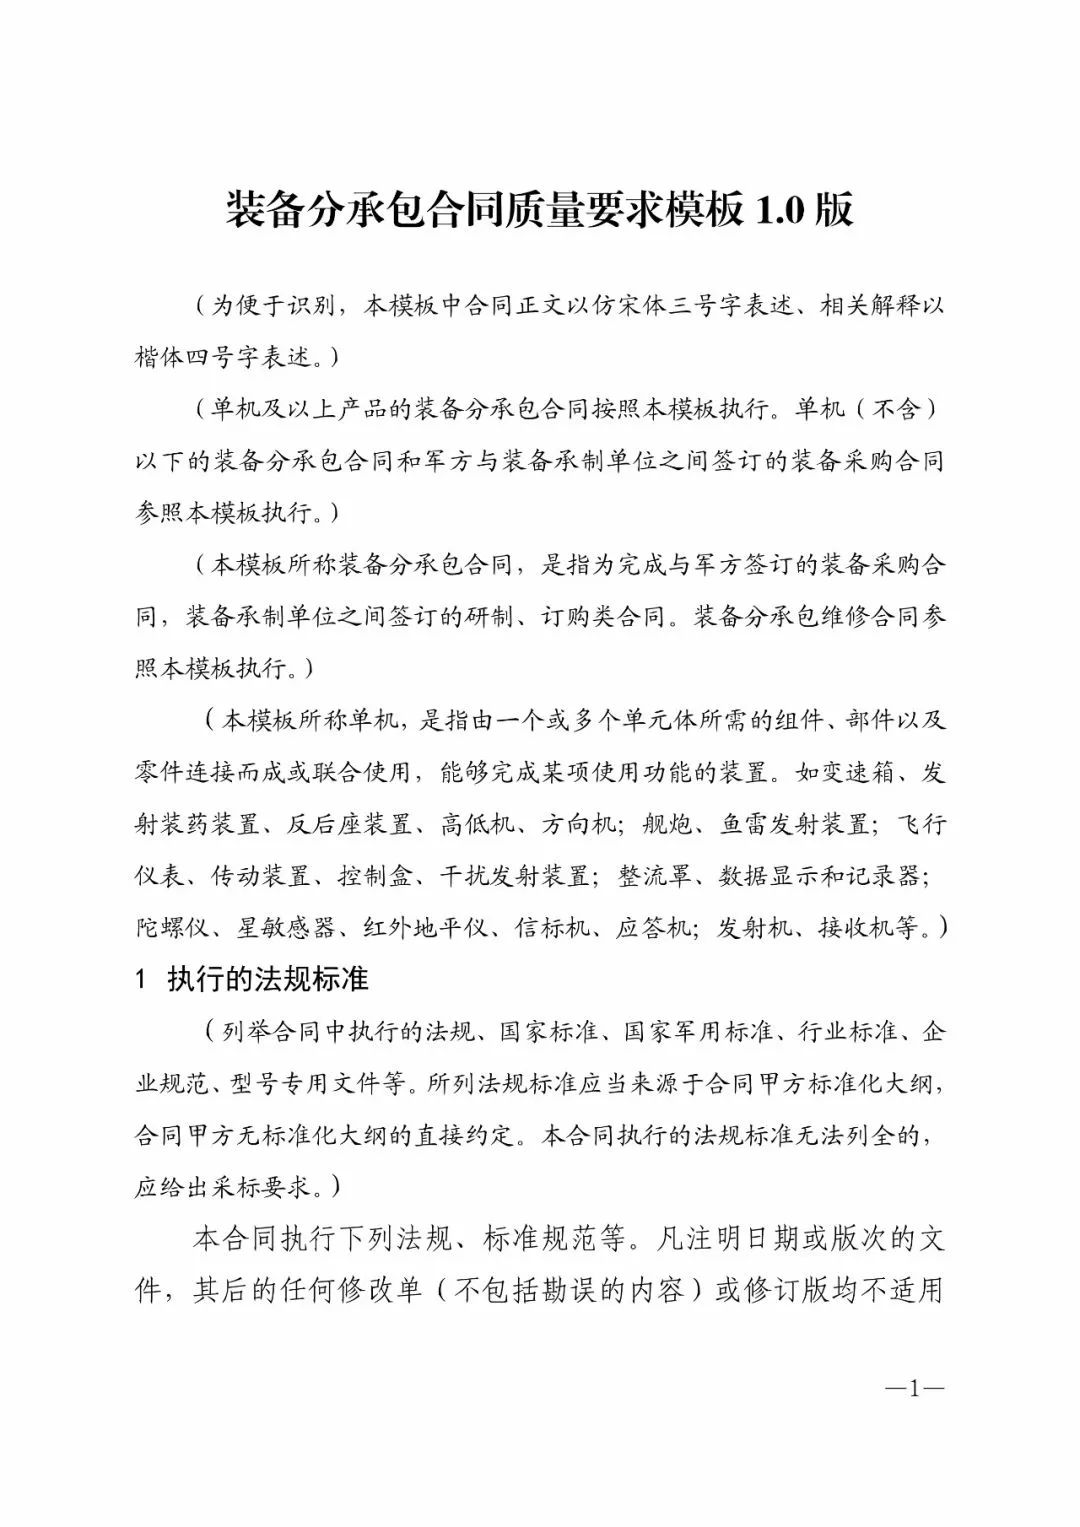 装备分承包合同质量要求模板 1.0 版
（为便于识别，本模板中合同正文以仿宋体三号字表述、相关解释以
楷体四号字表述。）
（单机及以上产品的装备分承包合同按照本模板执行。单机（不含）
以下的装备分承包合同和军方与装备承制单位之间签订的装备采购合同
参照本模板执行。）
（本模板所称装备分承包合同，是指为完成与军方签订的装备采购合
同，装备承制单位之间签订的研制、订购类合同。装备分承包维修合同参
照本模板执行。）
（本模板所称单机，是指由一个或多个单元体所需的组件、部件以及
零件连接而成或联合使用，能够完成某项使用功能的装置。如变速箱、发
射装药装置、反后座装置、高低机、方向机；舰炮、鱼雷发射装置；飞行
仪表、传动装置、控制盒、干扰发射装置；整流罩、数据显示和记录器；
陀螺仪、星敏感器、红外地平仪、信标机、应答机；发射机、接收机等。）
1 执行的法规标准
（列举合同中执行的法规、国家标准、国家军用标准、行业标准、企
业规范、型号专用文件等。所列法规标准应当来源于合同甲方标准化大纲，
合同甲方无标准化大纲的直接约定。本合同执行的法规标准无法列全的，
应给出采标要求。）
本合同执行下列法规、标准规范等。凡注明日期或版次的文
件，其后的任何修改单（不包括勘误的内容）或修订版均不适用
—1—